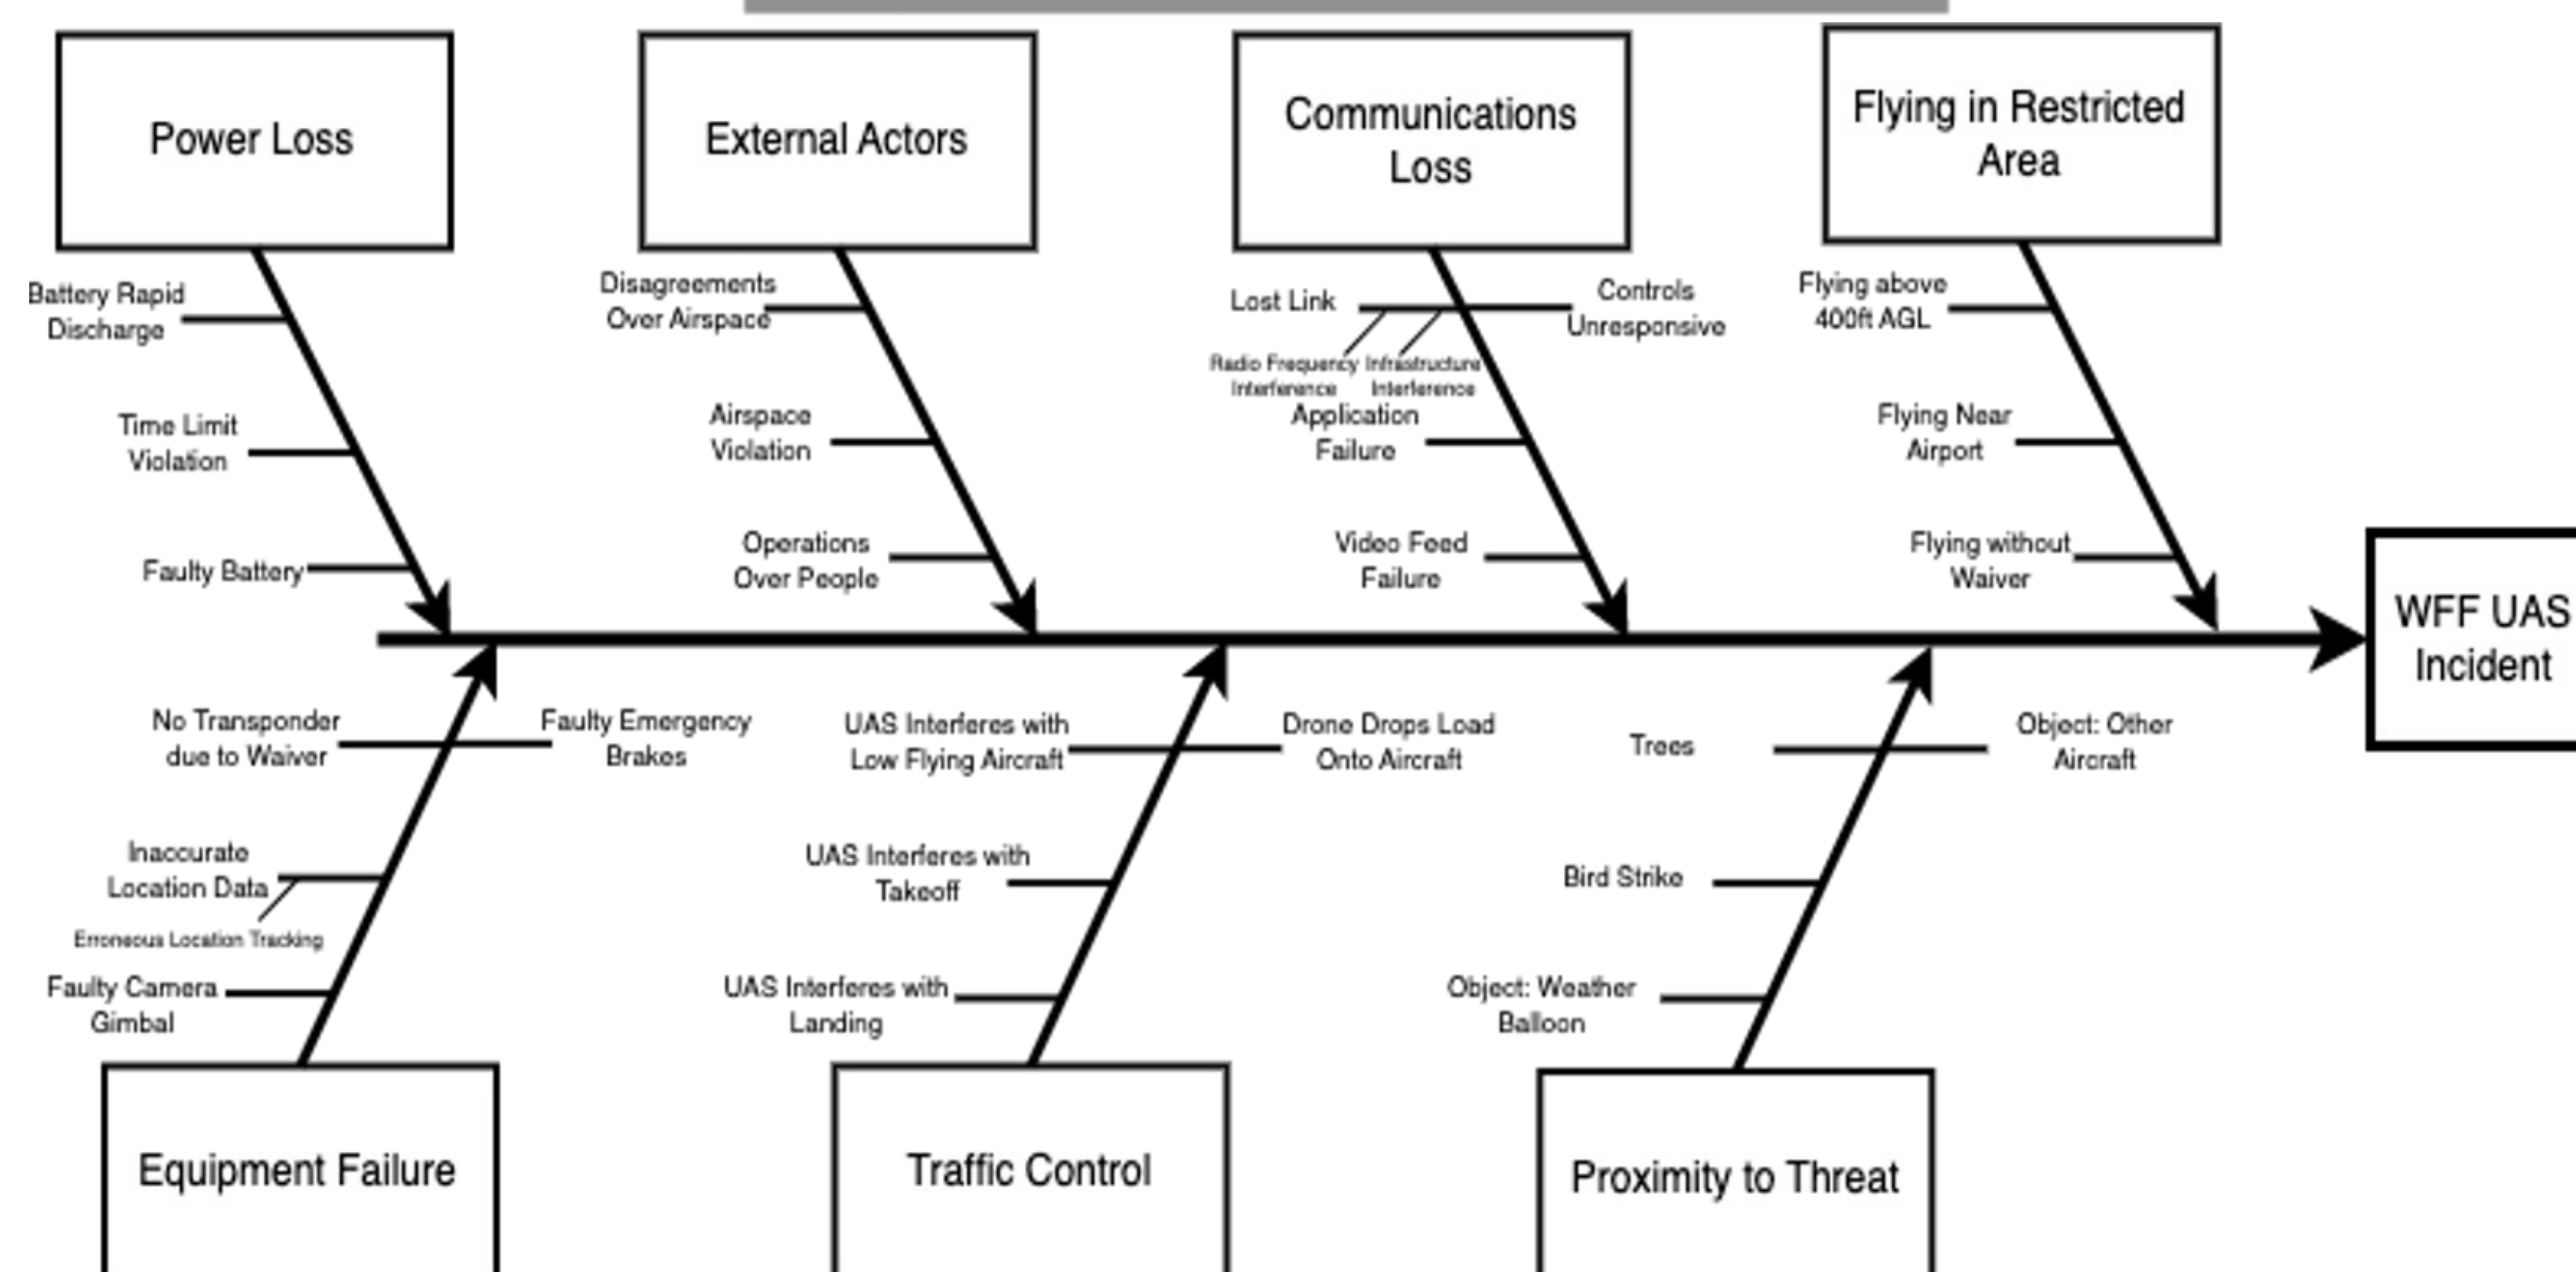 Power Loss
External Actors
Communications
Loss
Flying in Restricted
Area
Battery Rapid
Discharge
Time Limit
Violation
Faulty Battery
Disagreements
Over Airspace
Airspace
Violation
Operations
Over People
Lost Link
Controls
Unresponsive
Radio Frequency
Interference
Infrastructure
Interference
Application
Failure
Video Feed
Failure
Flying above
400ft AGL
Flying Near
Airport
Flying without
Waiver
WFF UAS
Incident
No Transponder
due to Waiver
Faulty Emergency
Brakes
Inaccurate
Location Data
Erroneous Location Tracking
Faulty Camera
Gimbal
UAS Interferes with
Low Flying Aircraft
Drone Drops Load
Onto Aircraft
UAS Interferes with
Takeoff
UAS Interferes with
Landing
Trees
Object: Other
Aircraft
Bird Strike
Object: Weather
Balloon
Equipment Failure
Traffic Control
Proximity to Threat